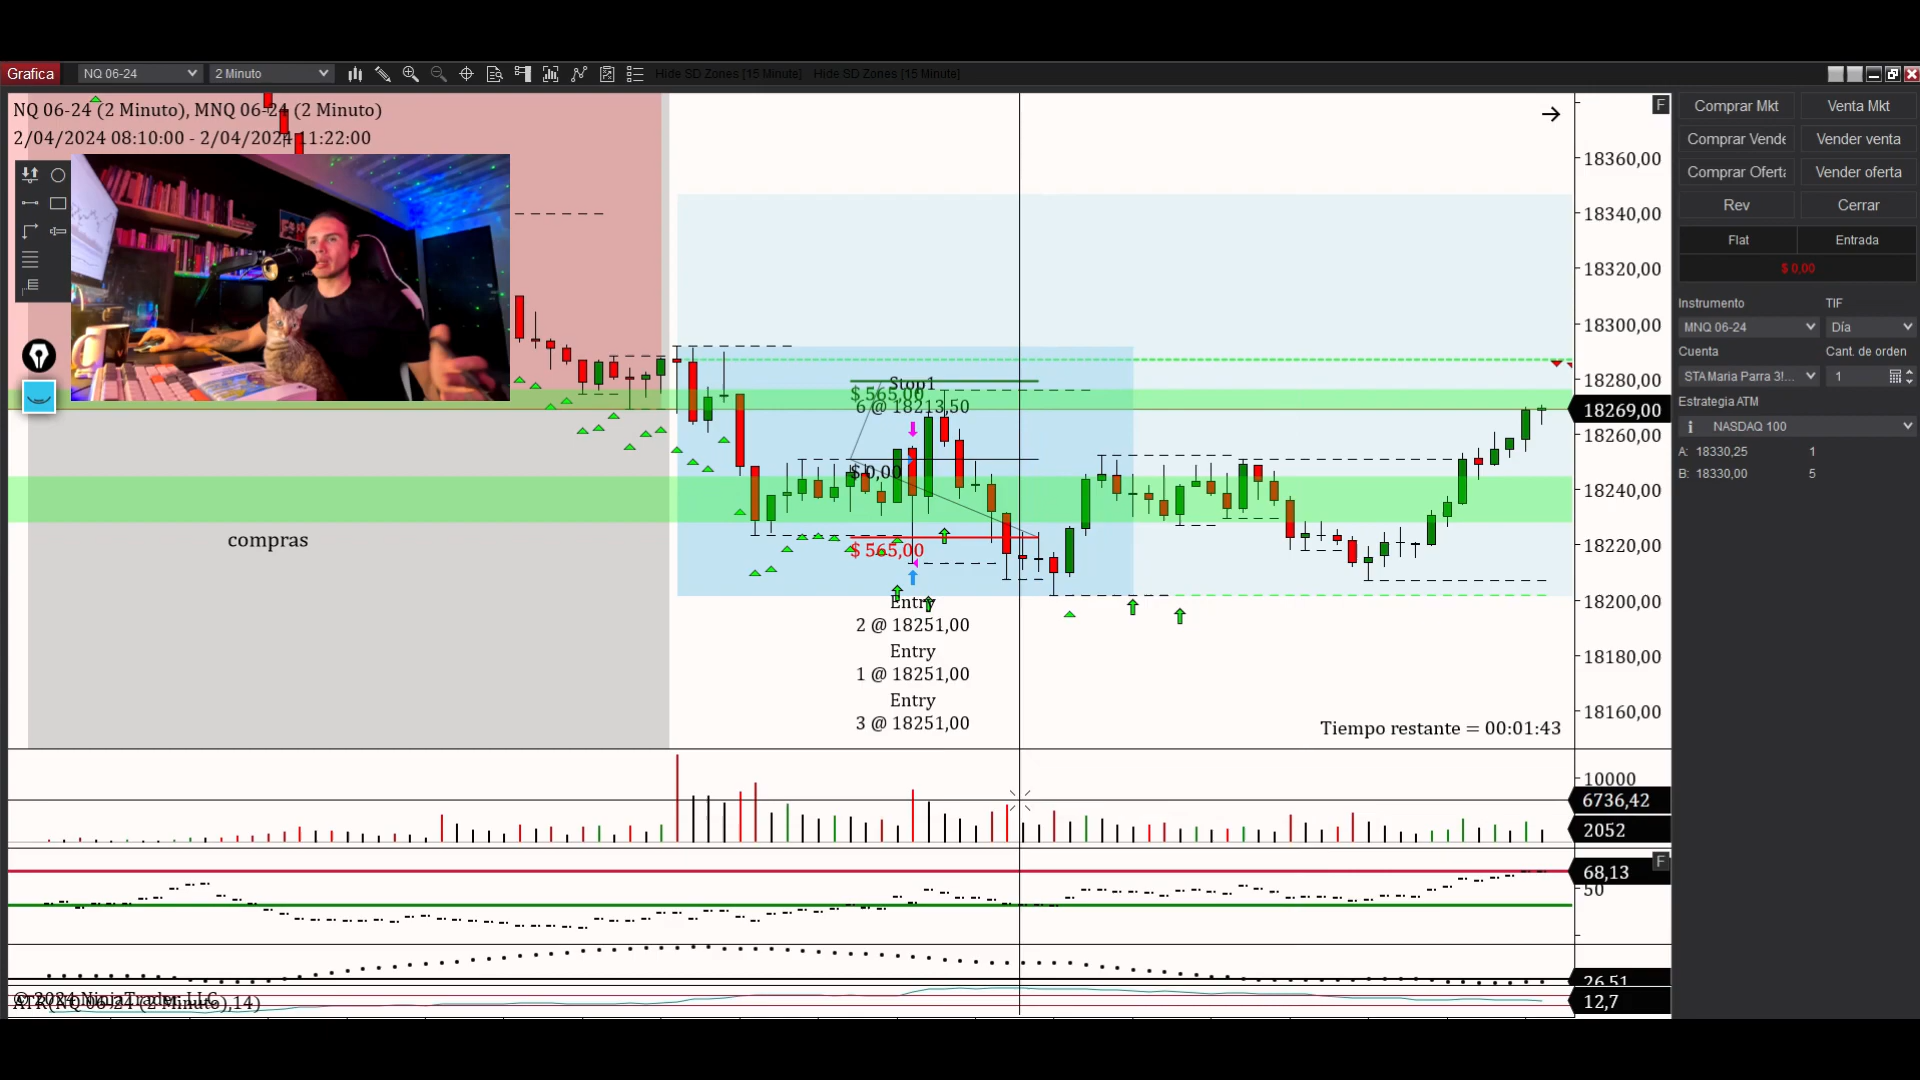 Grafica
NQ 06-24
2 Minuto
Hide SD Zones [15 Minute]
Hide SD Zones [15 Minute]
NQ 06-24 (2 Minuto), MNQ 06-24 (2 Minuto)
2/04/2024 08:10:00 - 2/04/2024 11:22:00
F
18360,00
18340,00
18320,00
18300,00
18280,00
18269,00
18260,00
18240,00
18220,00
18200,00
18180,00
18160,00
Stop1
$ 565,00
6 @ 18213,50
$ 0,00
$ 565,00
compras
Entry
2 @ 18251,00
Entry
1 @ 18251,00
Entry
3 @ 18251,00
Tiempo restante = 00:01:43
10000
6736,42
2052
F
68,13
50
26,51
12,7
© 2024 NinjaTrader, LLC
ATR(NQ 06-24 (2 Minuto),14)
Comprar Mkt
Venta Mkt
Comprar Vende
Vender venta
Comprar Oferta
Vender oferta
Rev
Cerrar
Flat
Entrada
$ 0,00
Instrumento
TIF
MNQ 06-24
Día
Cuenta
Cant. de orden
STAMaria Parra 3!...
1
Estrategia ATM
NASDAQ 100
A: 18330,25 1
B: 18330,00 5